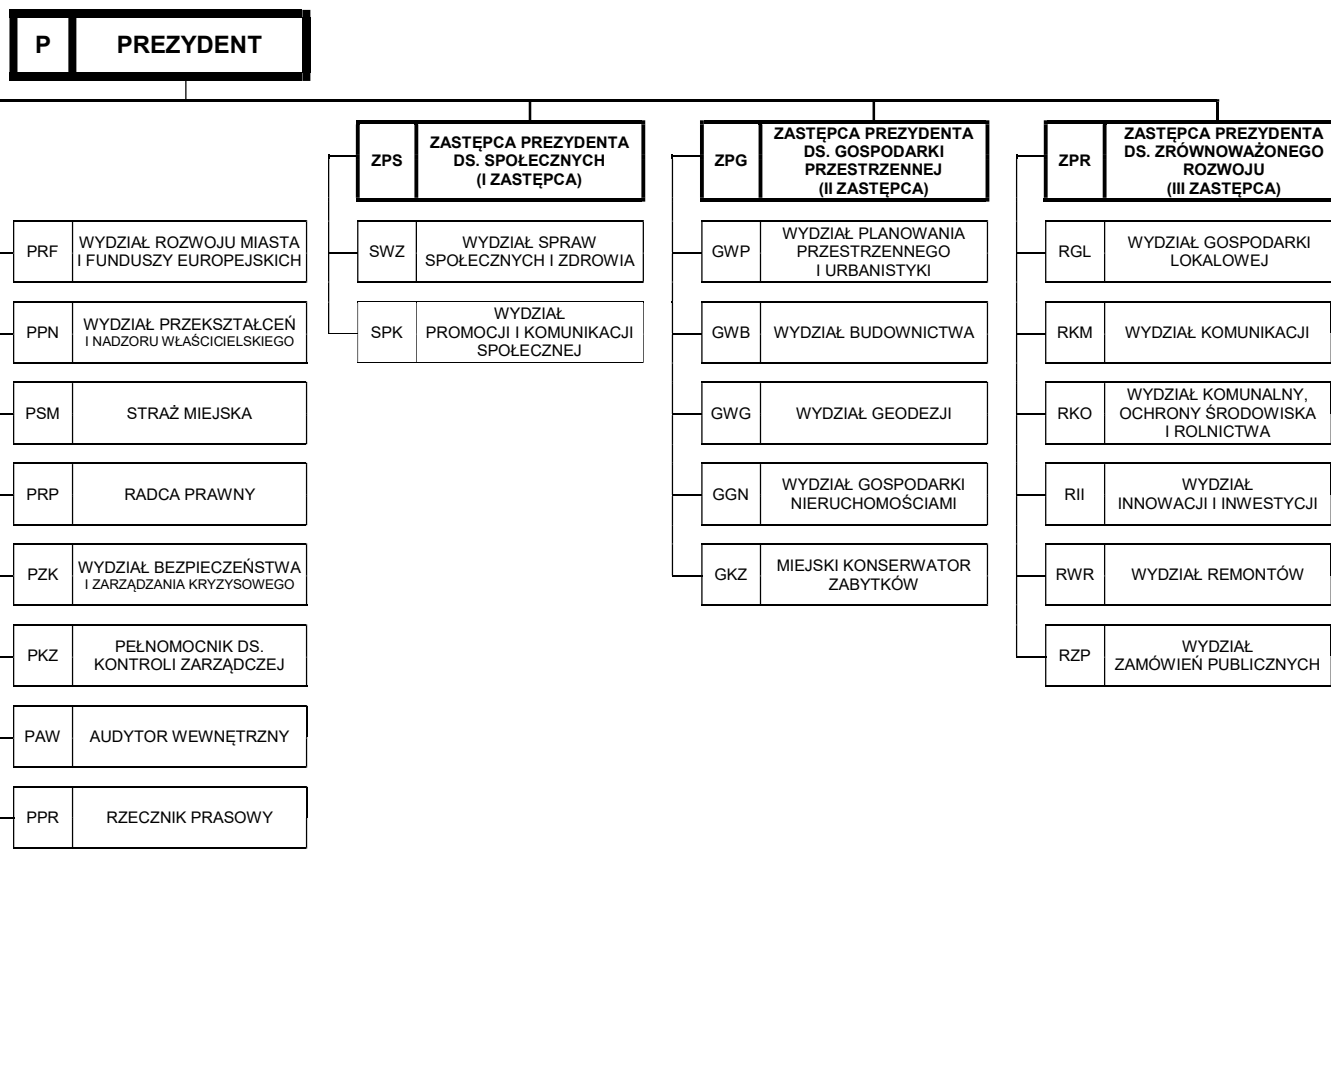 P PREZYDENT
ZPS
ZASTĘPCA PREZYDENTA
DS. SPOŁECZNYCH
(I ZASTĘPCA)
ZPG
ZASTĘPCA PREZYDENTA
DS. GOSPODARKI
PRZESTRZENNEJ
(II ZASTĘPCA)
ZPR
ZASTĘPCA PREZYDENTA
DS. ZRÓWNOWAŻONEGO
ROZWOJU
(III ZASTĘPCA)
PRF
WYDZIAŁ ROZWOJU MIASTA
I FUNDUSZY EUROPEJSKICH
SWZ
WYDZIAŁ SPRAW
SPOŁECZNYCH I ZDROWIA
GWP
WYDZIAŁ PLANOWANIA
PRZESTRZENNEGO
I URBANISTYKI
RGL
WYDZIAŁ GOSPODARKI
LOKALOWEJ
PPN
WYDZIAŁ PRZEKSZTAŁCEŃ
I NADZORU WŁAŚCICIELSKIEGO
SPK
WYDZIAŁ
PROMOCJI I KOMUNIKACJI
SPOŁECZNEJ
GWB
WYDZIAŁ BUDOWNICTWA
RKM
WYDZIAŁ KOMUNIKACJI
PSM
STRAŻ MIEJSKA
GWG
WYDZIAŁ GEODEZJI
RKO
WYDZIAŁ KOMUNALNY,
OCHRONY ŚRODOWISKA
I ROLNICTWA
PRP
RADCA PRAWNY
GGN
WYDZIAŁ GOSPODARKI
NIERUCHOMOŚCIAMI
RII
WYDZIAŁ
INNOWACJI I INWESTYCJI
PZK
WYDZIAŁ BEZPIECZEŃSTWA
I ZARZĄDZANIA KRYZYSOWEGO
GKZ
MIEJSKI KONSERWATOR
ZABYTKÓW
RWR
WYDZIAŁ REMONTÓW
PKZ
PEŁNOMOCNIK DS.
KONTROLI ZARZĄDCZEJ
RZP
WYDZIAŁ
ZAMÓWIEŃ PUBLICZNYCH
PAW
AUDYTOR WEWNĘTRZNY
PPR
RZECZNIK PRASOWY